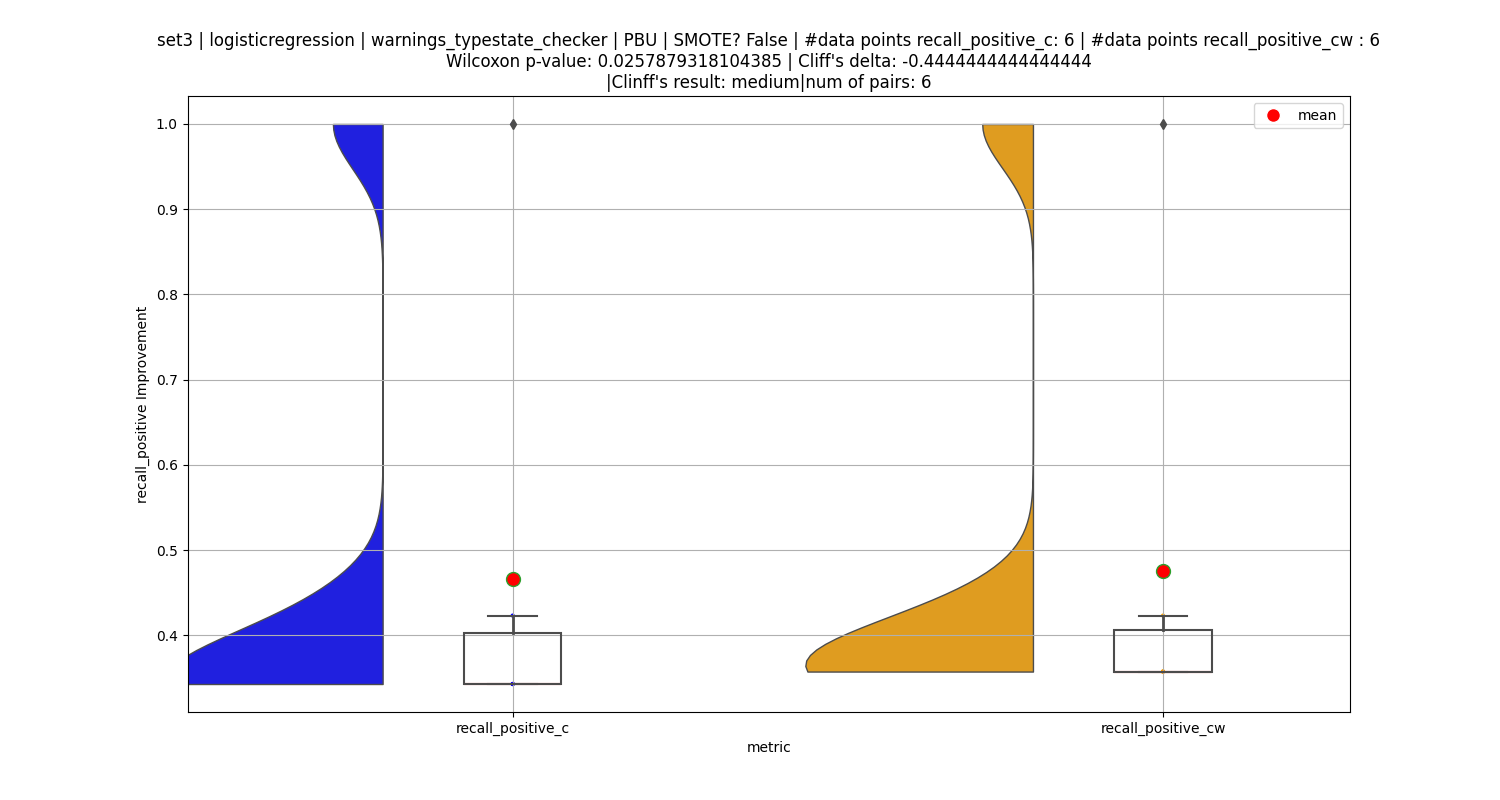 set3 | logisticregression | warnings_typestate_checker | PBU | SMOTE? False | #data points recall_positive_c: 6 | #data points recall_positive_cw : 6
Wilcoxon p-value: 0.0257879318104385 | Cliff's delta: -0.4444444444444444
|Clinff's result: medium|num of pairs: 6
mean
1.0
0.9
0.8
0.7
0.6
0.5
0.4
recall_positive Improvement
recall_positive_c
recall_positive_cw
metric